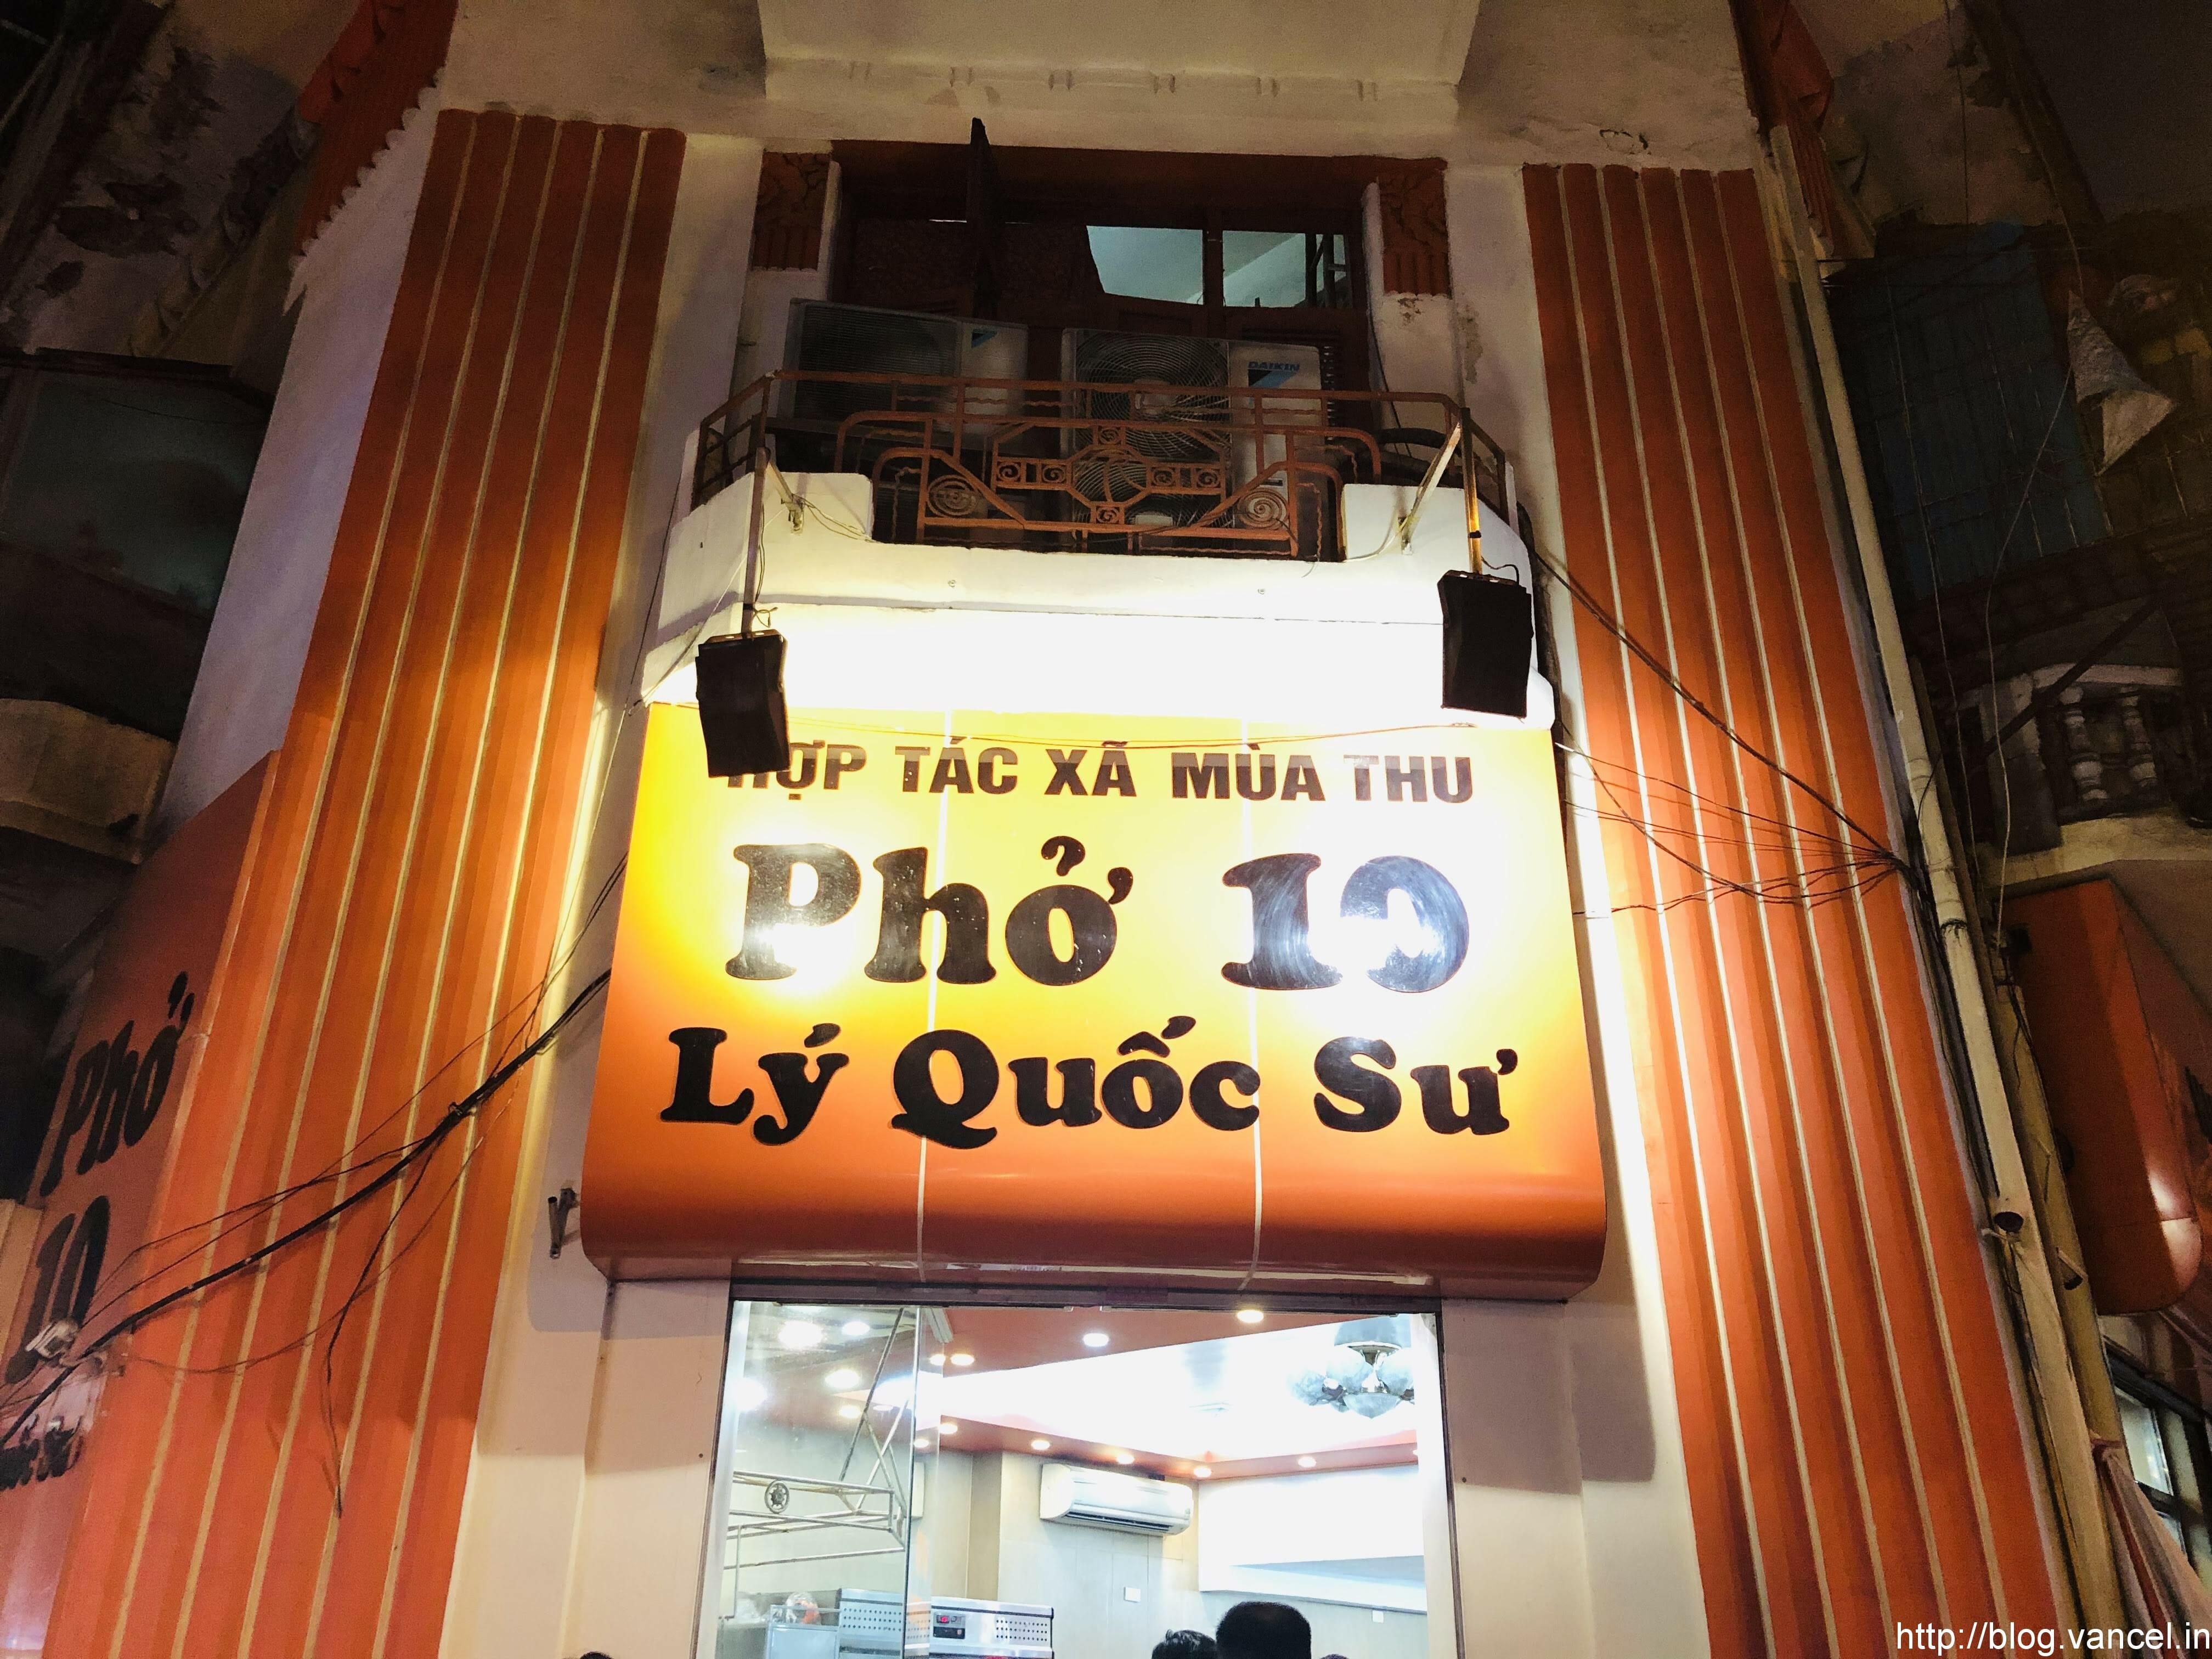 DAIKIN
HỢP TÁC XÃ MÙA THU
Phở 10
Lý Quốc Sư
Phở
10
http://blog.vancel.in